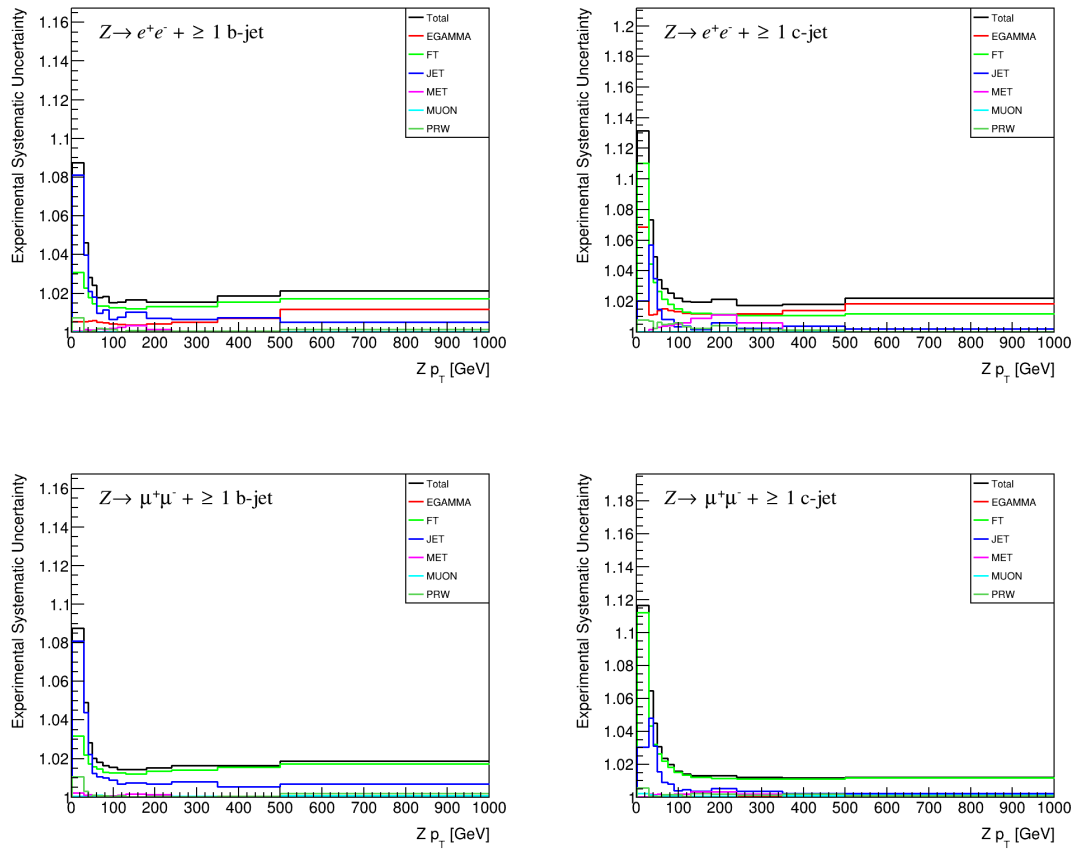 Experimental Systematic Uncertainty
Z→ e⁺e⁻ + ≥ 1 b-jet
Total
EGAMMA
FT
JET
MET
MUON
PRW
1.16
1.14
1.12
1.1
1.08
1.06
1.04
1.02
1
0 100 200 300 400 500 600 700 800 900 1000
Z p_T [GeV]
Experimental Systematic Uncertainty
Z→ e⁺e⁻ + ≥ 1 c-jet
Total
EGAMMA
FT
JET
MET
MUON
PRW
1.2
1.18
1.16
1.14
1.12
1.1
1.08
1.06
1.04
1.02
1
0 100 200 300 400 500 600 700 800 900 1000
Z p_T [GeV]
Experimental Systematic Uncertainty
Z→ μ⁺μ⁻ + ≥ 1 b-jet
Total
EGAMMA
FT
JET
MET
MUON
PRW
1.16
1.14
1.12
1.1
1.08
1.06
1.04
1.02
1
0 100 200 300 400 500 600 700 800 900 1000
Z p_T [GeV]
Experimental Systematic Uncertainty
Z→ μ⁺μ⁻ + ≥ 1 c-jet
Total
EGAMMA
FT
JET
MET
MUON
PRW
1.18
1.16
1.14
1.12
1.1
1.08
1.06
1.04
1.02
1
0 100 200 300 400 500 600 700 800 900 1000
Z p_T [GeV]